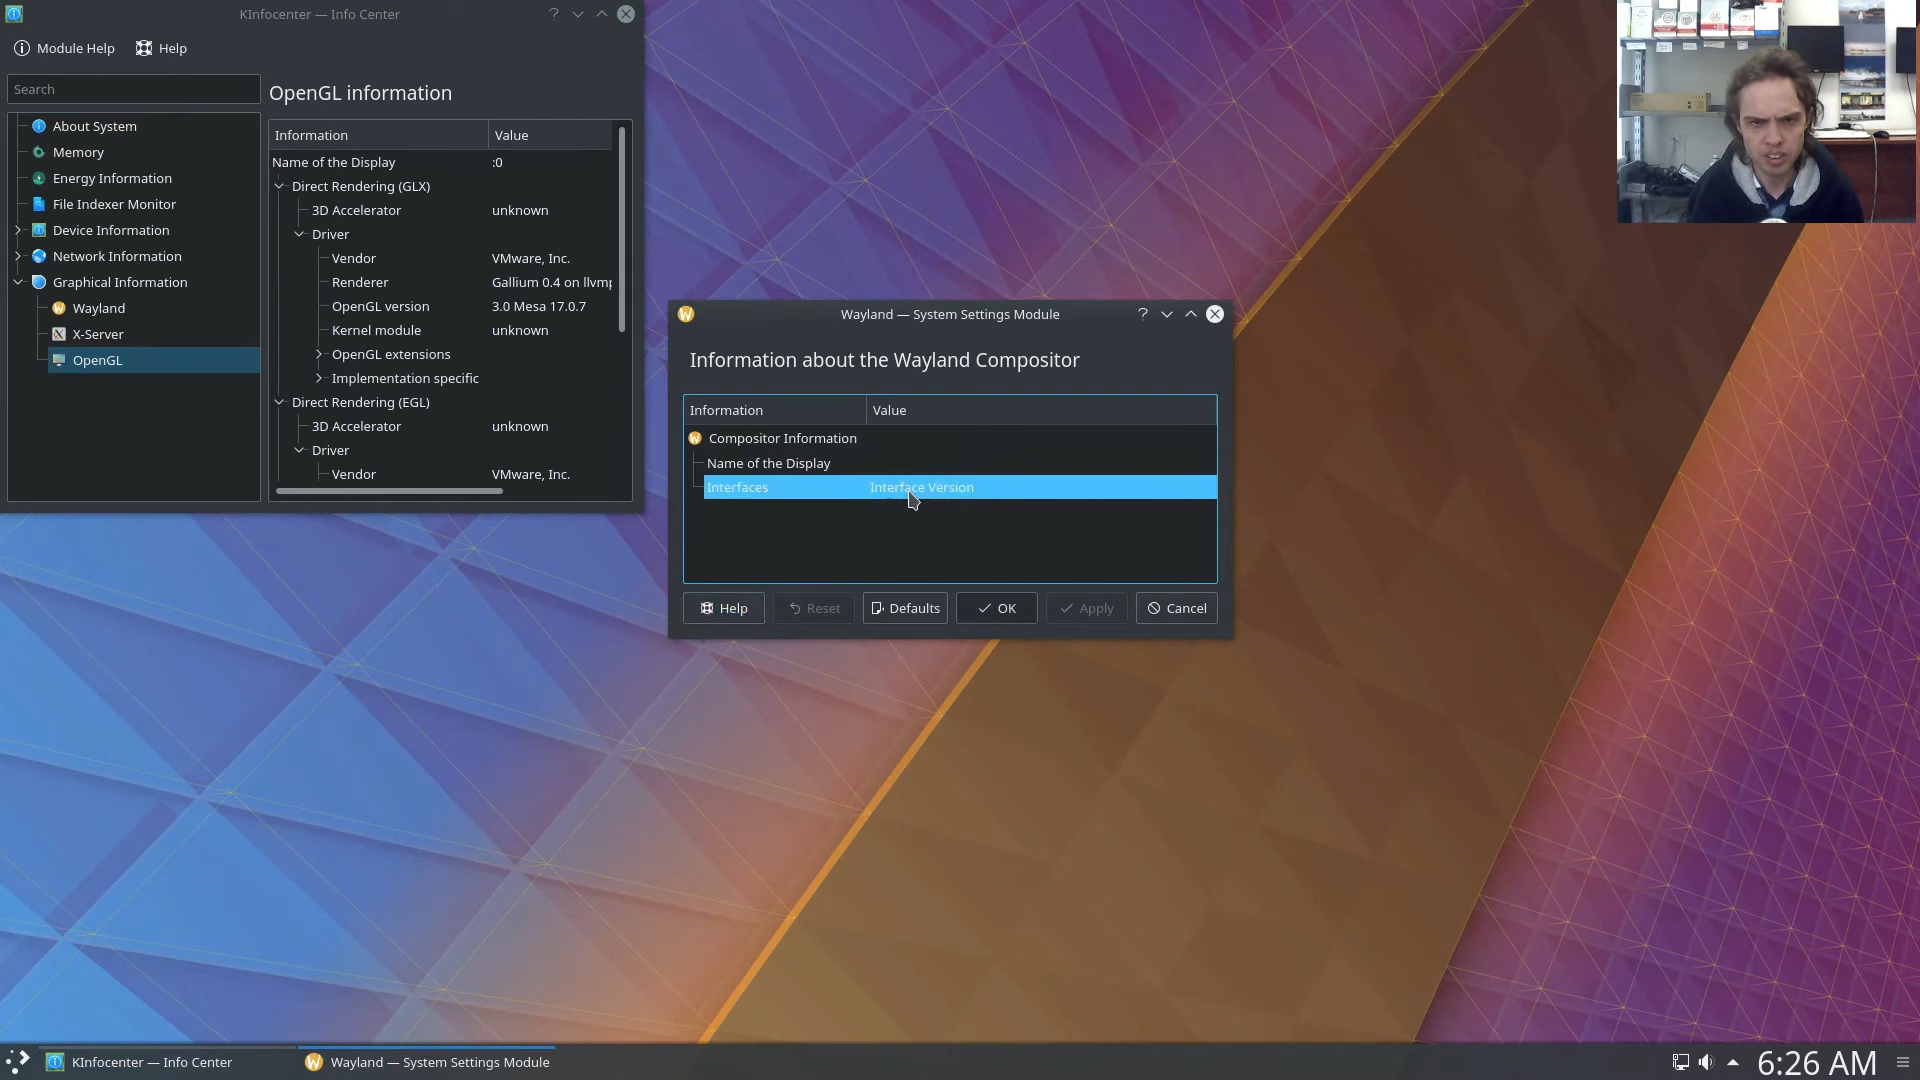 KInfocenter — Info Center
Module Help
Help
Search
About System
Memory
Energy Information
File Indexer Monitor
Device Information
Network Information
Graphical Information
Wayland
X-Server
OpenGL
OpenGL information
Information Value
Name of the Display :0
Direct Rendering (GLX)
3D Accelerator unknown
Driver
Vendor VMware, Inc.
Renderer Gallium 0.4 on llvmp
OpenGL version 3.0 Mesa 17.0.7
Kernel module unknown
OpenGL extensions
Implementation specific
Direct Rendering (EGL)
3D Accelerator unknown
Driver
Vendor VMware, Inc.
Wayland — System Settings Module
Information about the Wayland Compositor
Information Value
Compositor Information
Name of the Display
Interfaces Interface Version
Help Reset Defaults OK Apply Cancel
KInfocenter — Info Center Wayland — System Settings Module 6:26 AM